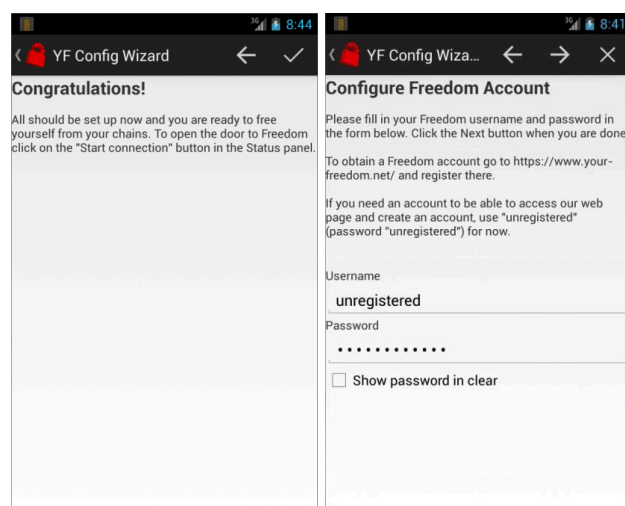 3G 8:44
YF Config Wizard
Congratulations!
All should be set up now and you are ready to free
yourself from your chains. To open the door to Freedom
click on the "Start connection" button in the Status panel.
3G 8:41
YF Config Wiza...
Configure Freedom Account
Please fill in your Freedom username and password in
the form below. Click the Next button when you are done
To obtain a Freedom account go to https://www.your-
freedom.net/ and register there.
If you need an account to be able to access our web
page and create an account, use "unregistered"
(password "unregistered") for now.
Username
unregistered
Password
••••••••••••
Show password in clear